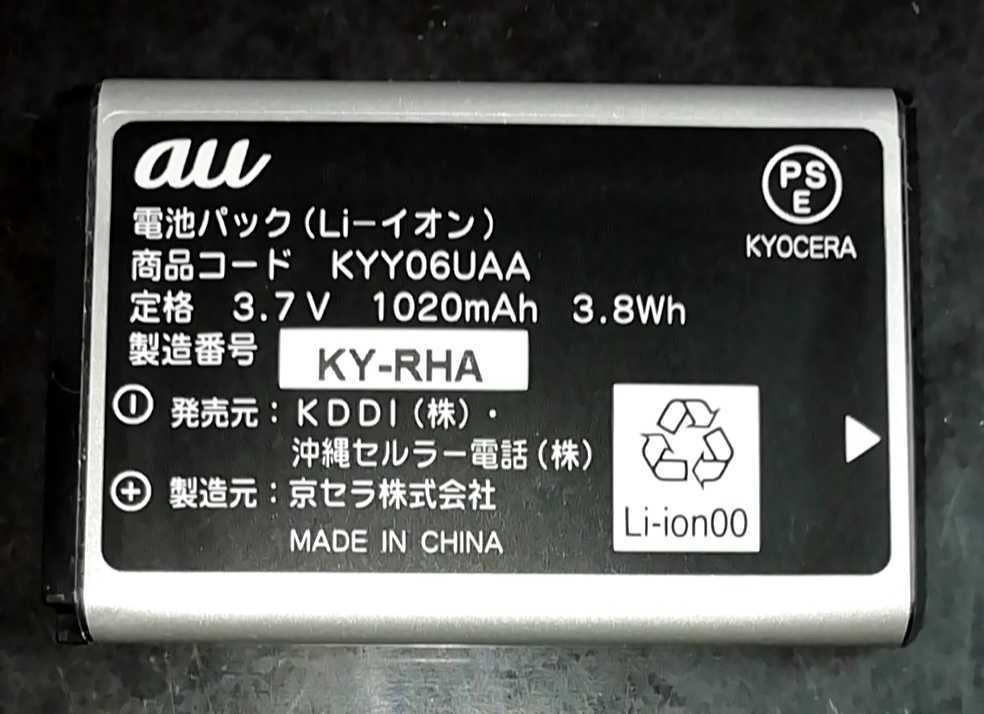 au
電池パック(Li-イオン)
商品コード KYY06UAA
定格 3.7V 1020mAh 3.8Wh
製造番号 KY-RHA
発売元:KDDI(株)・
沖縄セルラー電話(株)
製造元:京セラ株式会社
MADE IN CHINA
PS
E
KYOCERA
Li-ion00